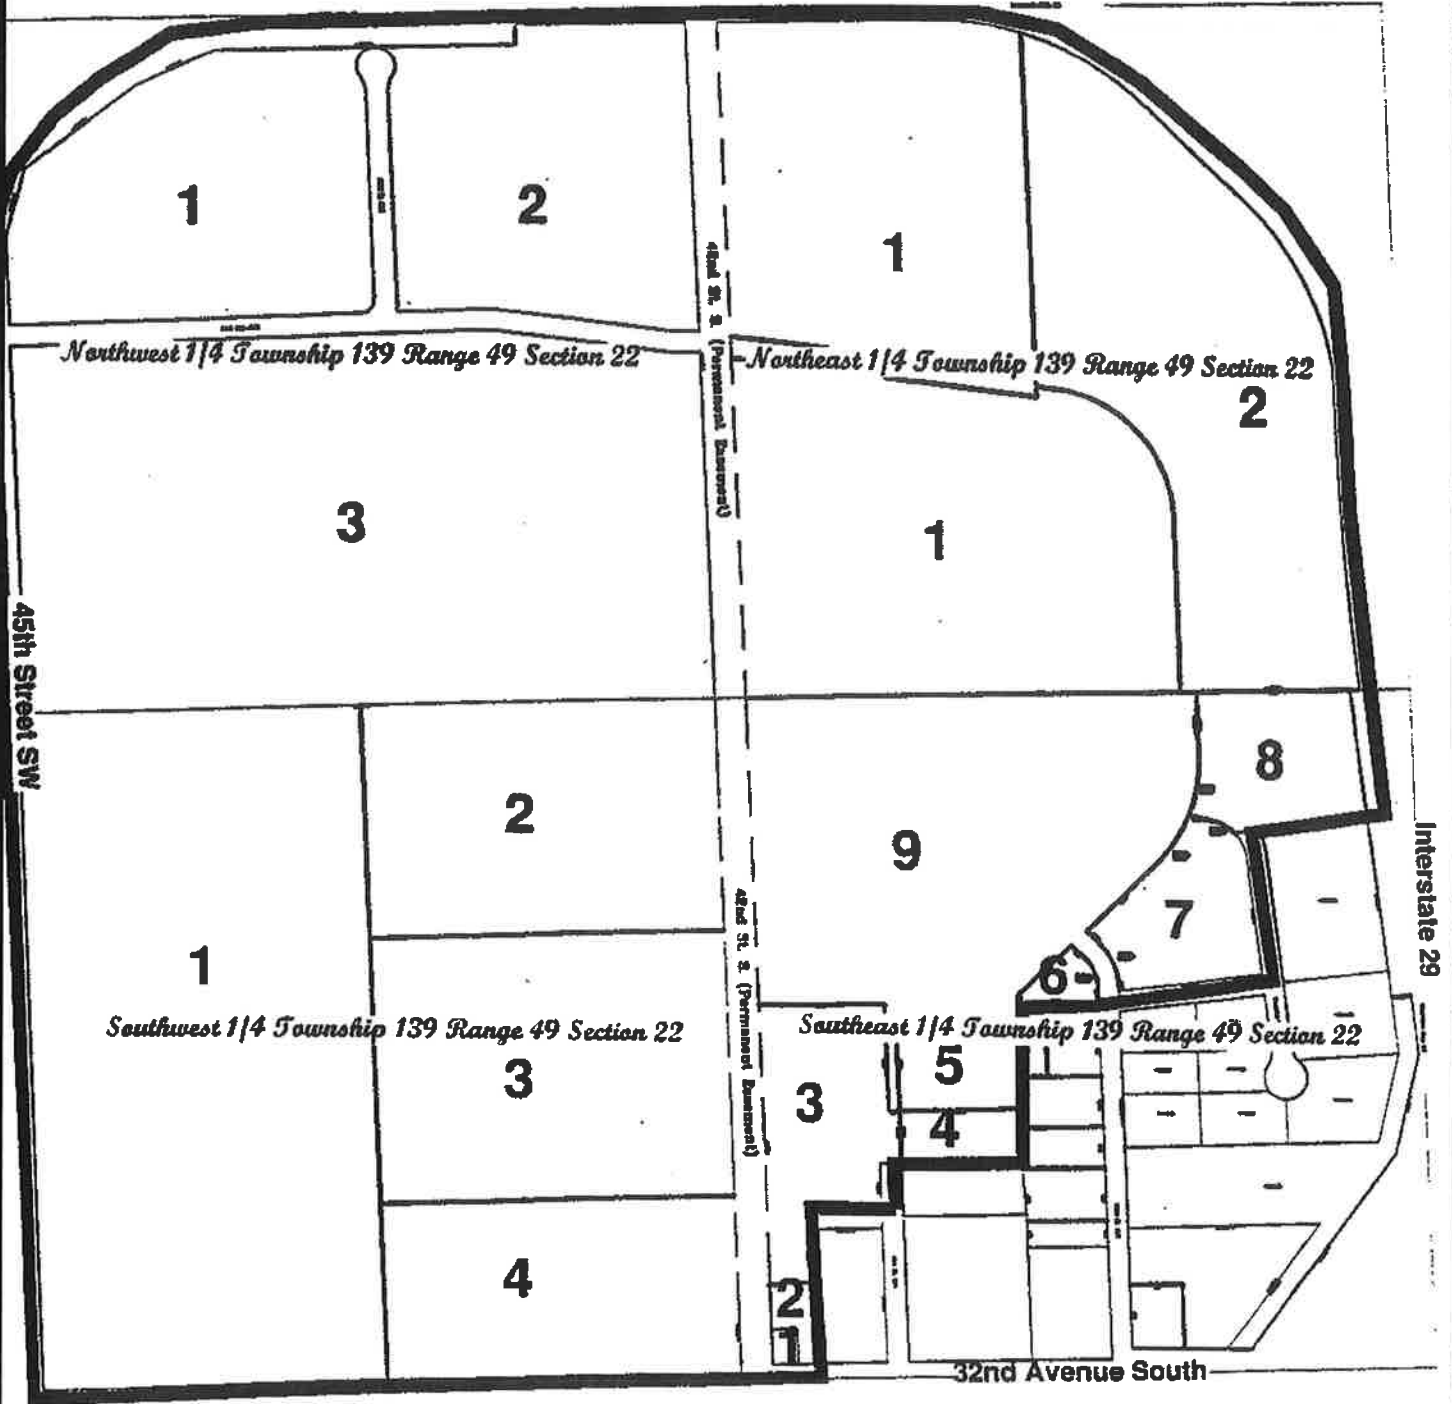 1
2
1
42nd St. S. (Permanent Easement)
Northwest 1/4 Township 139 Range 49 Section 22
Northeast 1/4 Township 139 Range 49 Section 22
2
3
1
45th Street SW
8
2
9
Interstate 29
7
1
6
42nd St. S. (Permanent Easement)
Southwest 1/4 Township 139 Range 49 Section 22
Southeast 1/4 Township 139 Range 49 Section 22
3
3
5
4
4
2
1
32nd Avenue South